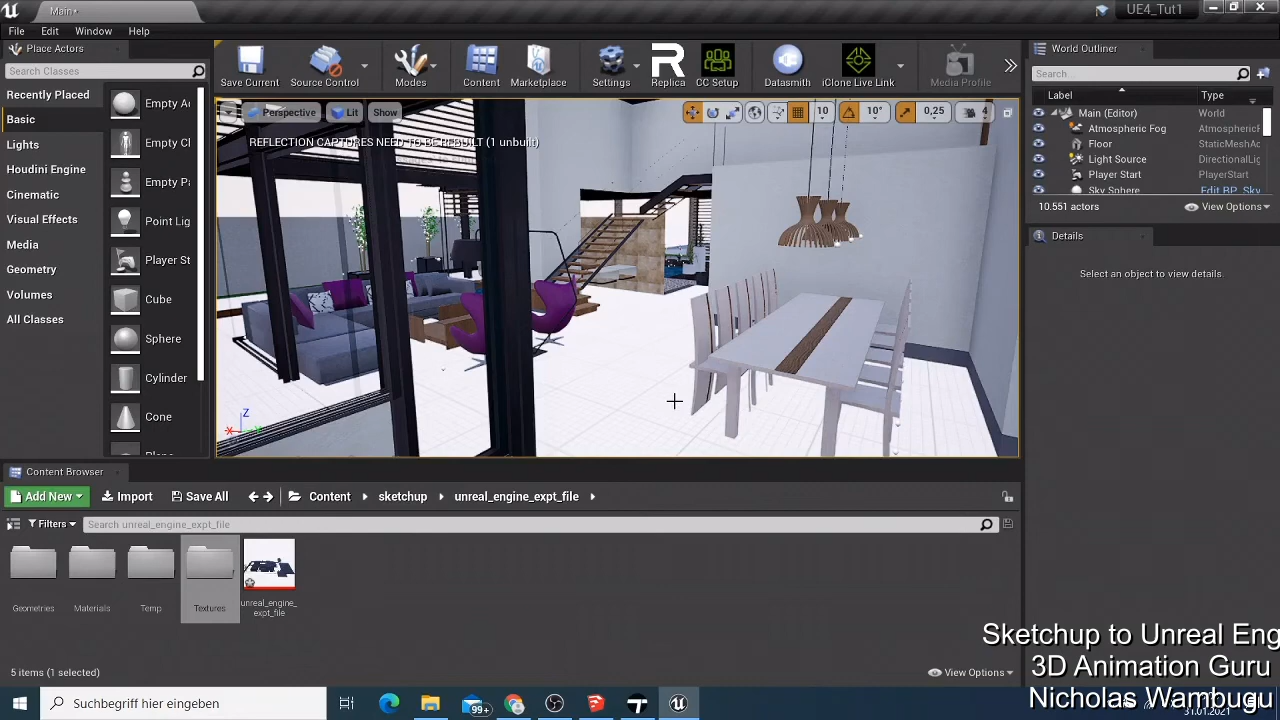 Main*
UE4_Tut1
File Edit Window Help
Place Actors
Search Classes
Recently Placed
Basic
Lights
Houdini Engine
Cinematic
Visual Effects
Media
Geometry
Volumes
All Classes
Empty
Empty
Empty
Point
Player
Cube
Sphere
Cylinder
Cone
Save Current
Source Control
Modes
Content
Marketplace
Settings
Replica
CC Setup
Datasmith
iClone Live Link
Media Profile
Perspective
Lit
Show
10
10°
0,25
4
REFLECTION CAPTURES NEED TO BE REBUILT (1 unbuilt)
Z
X
World Outliner
Search...
Label Type
Main (Editor) World
Atmospheric Fog Atmospheric
Floor StaticMeshAc
Light Source DirectionalLig
Player Start PlayerStart
Sky Sphere Edit BP_Sky
10.551 actors
View Options
Details
Select an object to view details.
Content Browser
Add New
Import
Save All
Content
sketchup
unreal_engine_expt_file
Filters
Search unreal_engine_expt_file
Geometries
Materials
Temp
Textures
unreal_engine_
expt_file
5 items (1 selected)
View Options
Sketchup to Unreal Eng
3D Animation Guru
Nicholas Wambugu
Suchbegriff hier eingeben
99+
31.01.2021